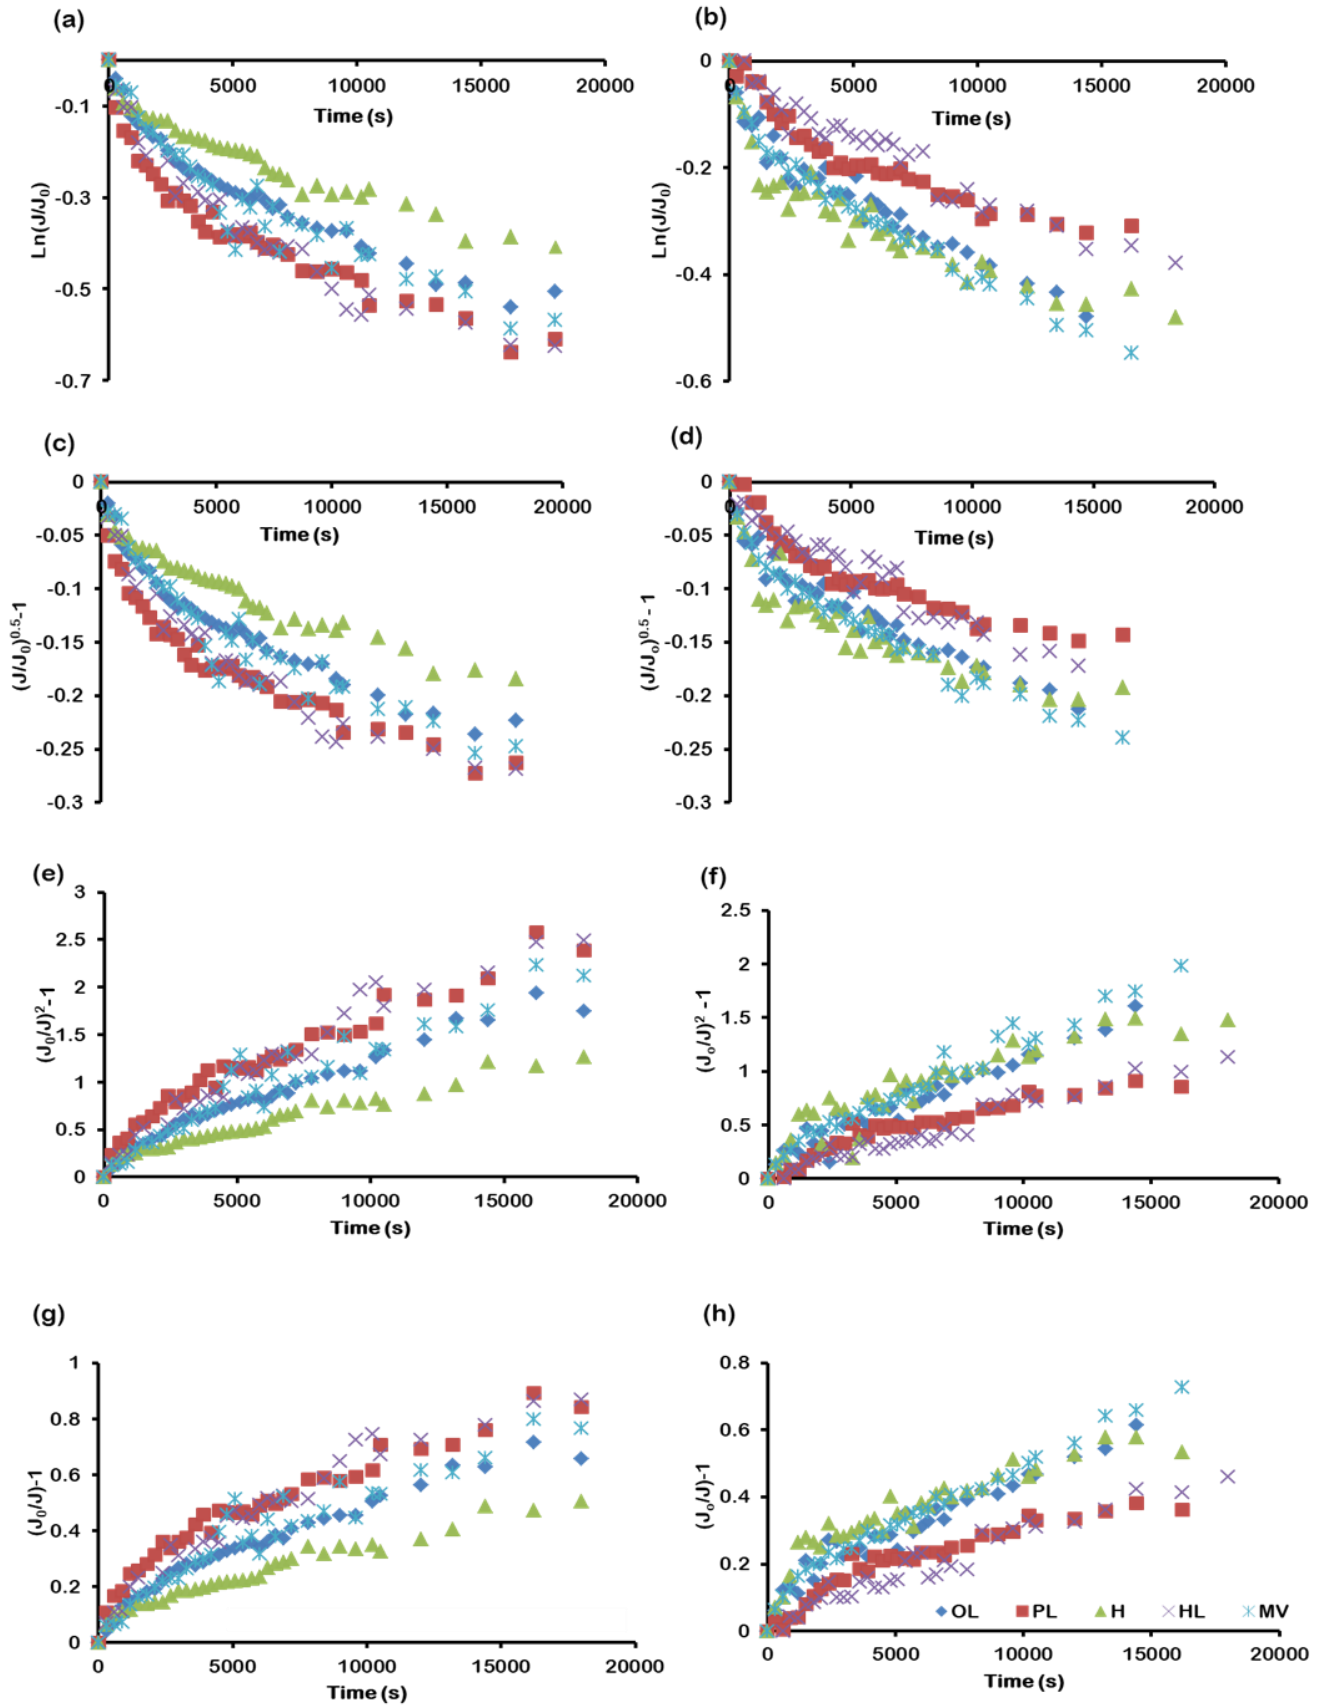 (a)
0 5000 10000 15000 20000
-0.1
-0.3
-0.5
-0.7
Time (s)
Ln(J/J0)
(b)
0
0 5000 10000 15000 20000
-0.2
-0.4
-0.6
Time (s)
Ln(J/J0)
(c)
0
0 5000 10000 15000 20000
-0.05
-0.1
-0.15
-0.2
-0.25
-0.3
Time (s)
(J/J0)0.5-1
(d)
0
0 5000 10000 15000 20000
-0.05
-0.1
-0.15
-0.2
-0.25
-0.3
Time (s)
(J/Jo)0.5 - 1
(e)
3
2.5
2
1.5
1
0.5
0
0 5000 10000 15000 20000
Time (s)
(J0/J)2-1
(f)
2.5
2
1.5
1
0.5
0
0 5000 10000 15000 20000
Time (s)
(Jo/J)2 - 1
(g)
1
0.8
0.6
0.4
0.2
0
0 5000 10000 15000 20000
Time (s)
(J0/J)-1
(h)
0.8
0.6
0.4
0.2
0
0 5000 10000 15000 20000
Time (s)
(Jo/J)-1
OL PL H HL MV